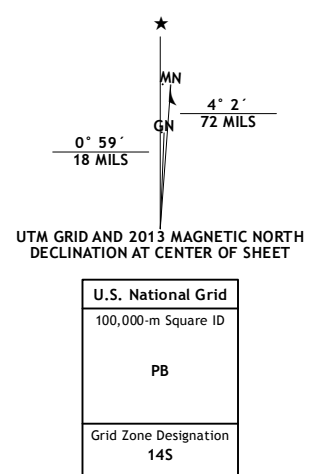 ★
MN
4° 2´
72 MILS
GN
0° 59´
18 MILS
UTM GRID AND 2013 MAGNETIC NORTH
DECLINATION AT CENTER OF SHEET
U.S. National Grid
100,000-m Square ID
PB
Grid Zone Designation
14S